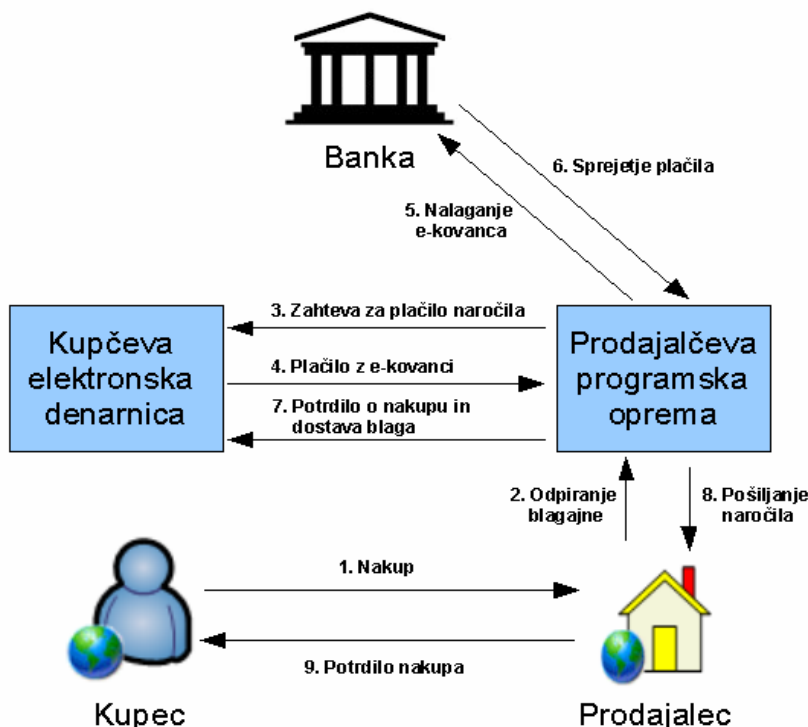 Banka
6. Sprejetje plačila
5. Nalaganje
e-kovanca
Kupčeva
elektronska
denarnica
3. Zahteva za plačilo naročila
4. Plačilo z e-kovanci
7. Potrdilo o nakupu in
dostava blaga
Prodajalčeva
programska
oprema
2. Odpiranje
blagajne
8. Pošiljanje
naročila
1. Nakup
9. Potrdilo nakupa
Kupec
Prodajalec